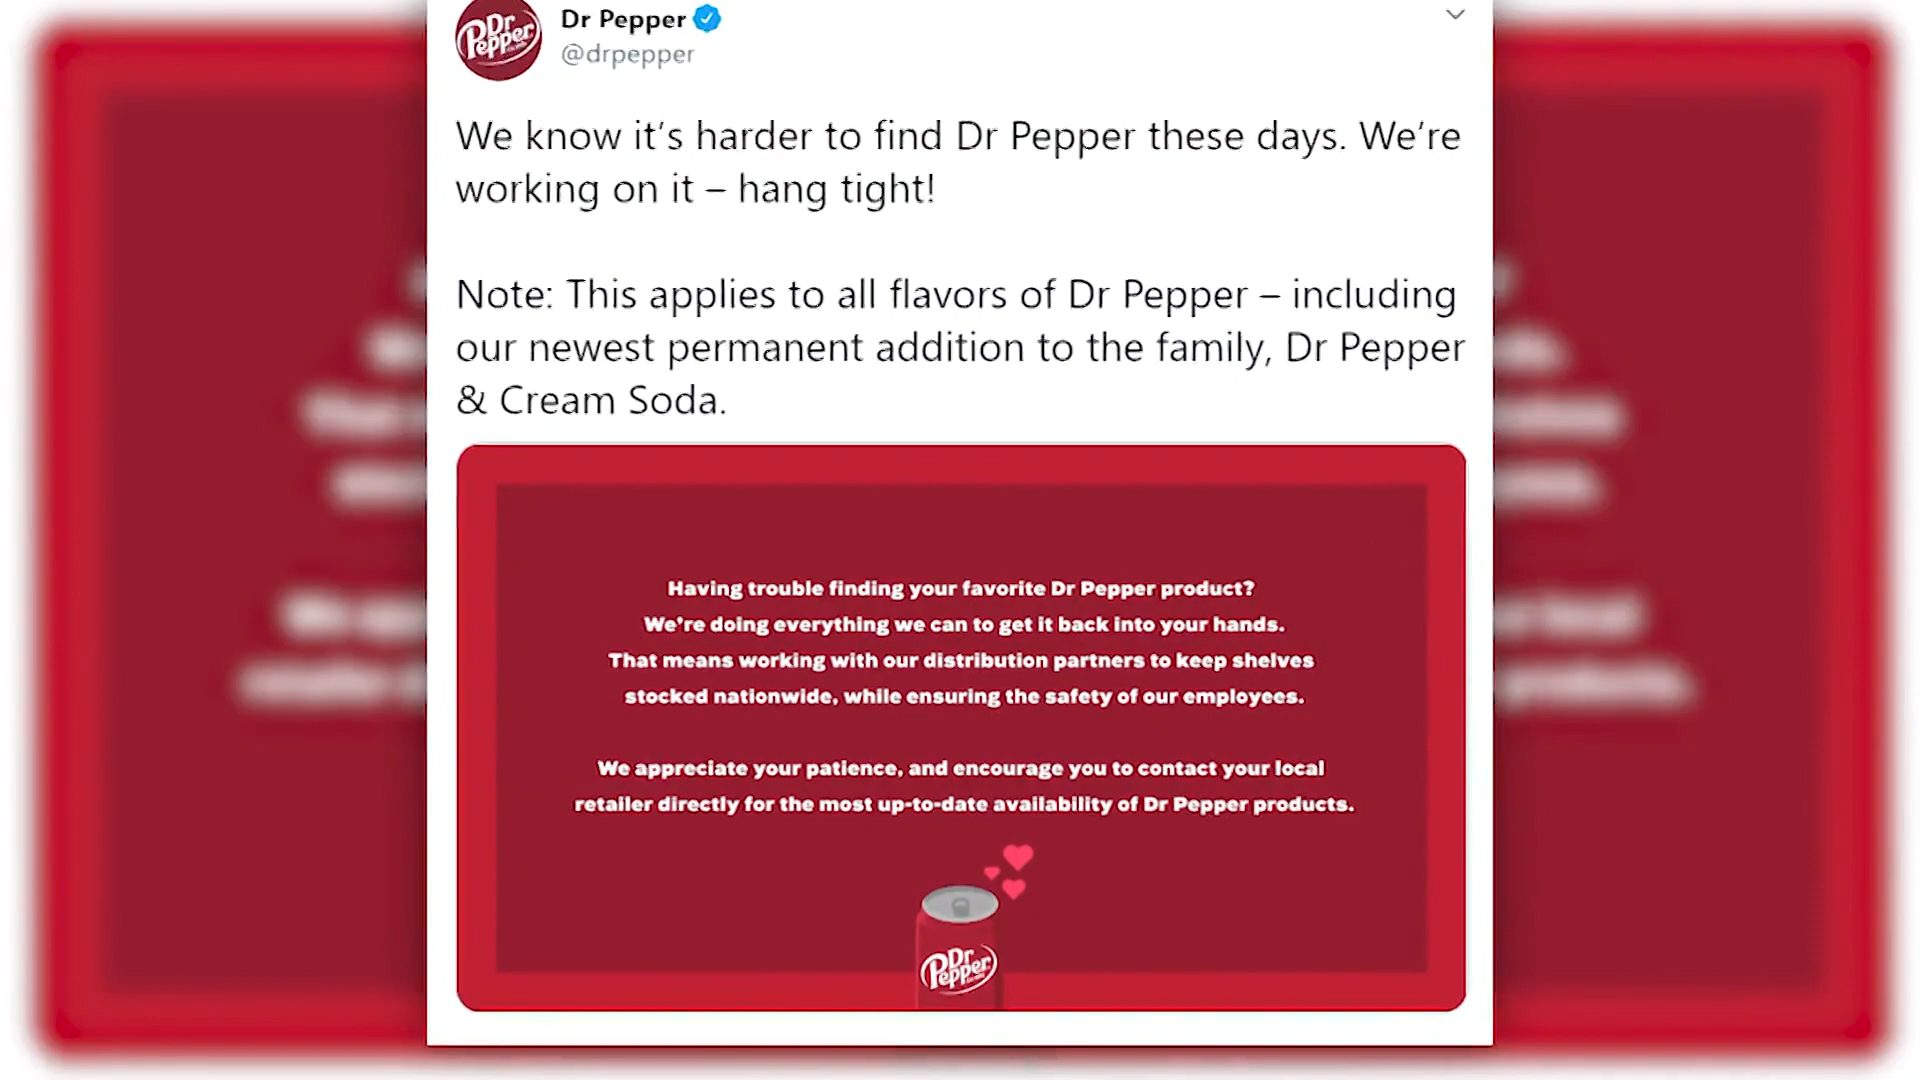 Dr Pepper
Dr Pepper
@drpepper
We know it's harder to find Dr Pepper these days. We're
working on it – hang tight!
Note: This applies to all flavors of Dr Pepper – including
our newest permanent addition to the family, Dr Pepper
& Cream Soda.
Having trouble finding your favorite Dr Pepper product?
We're doing everything we can to get it back into your hands.
That means working with our distribution partners to keep shelves
stocked nationwide, while ensuring the safety of our employees.
We appreciate your patience, and encourage you to contact your local
retailer directly for the most up-to-date availability of Dr Pepper products.
Dr Pepper